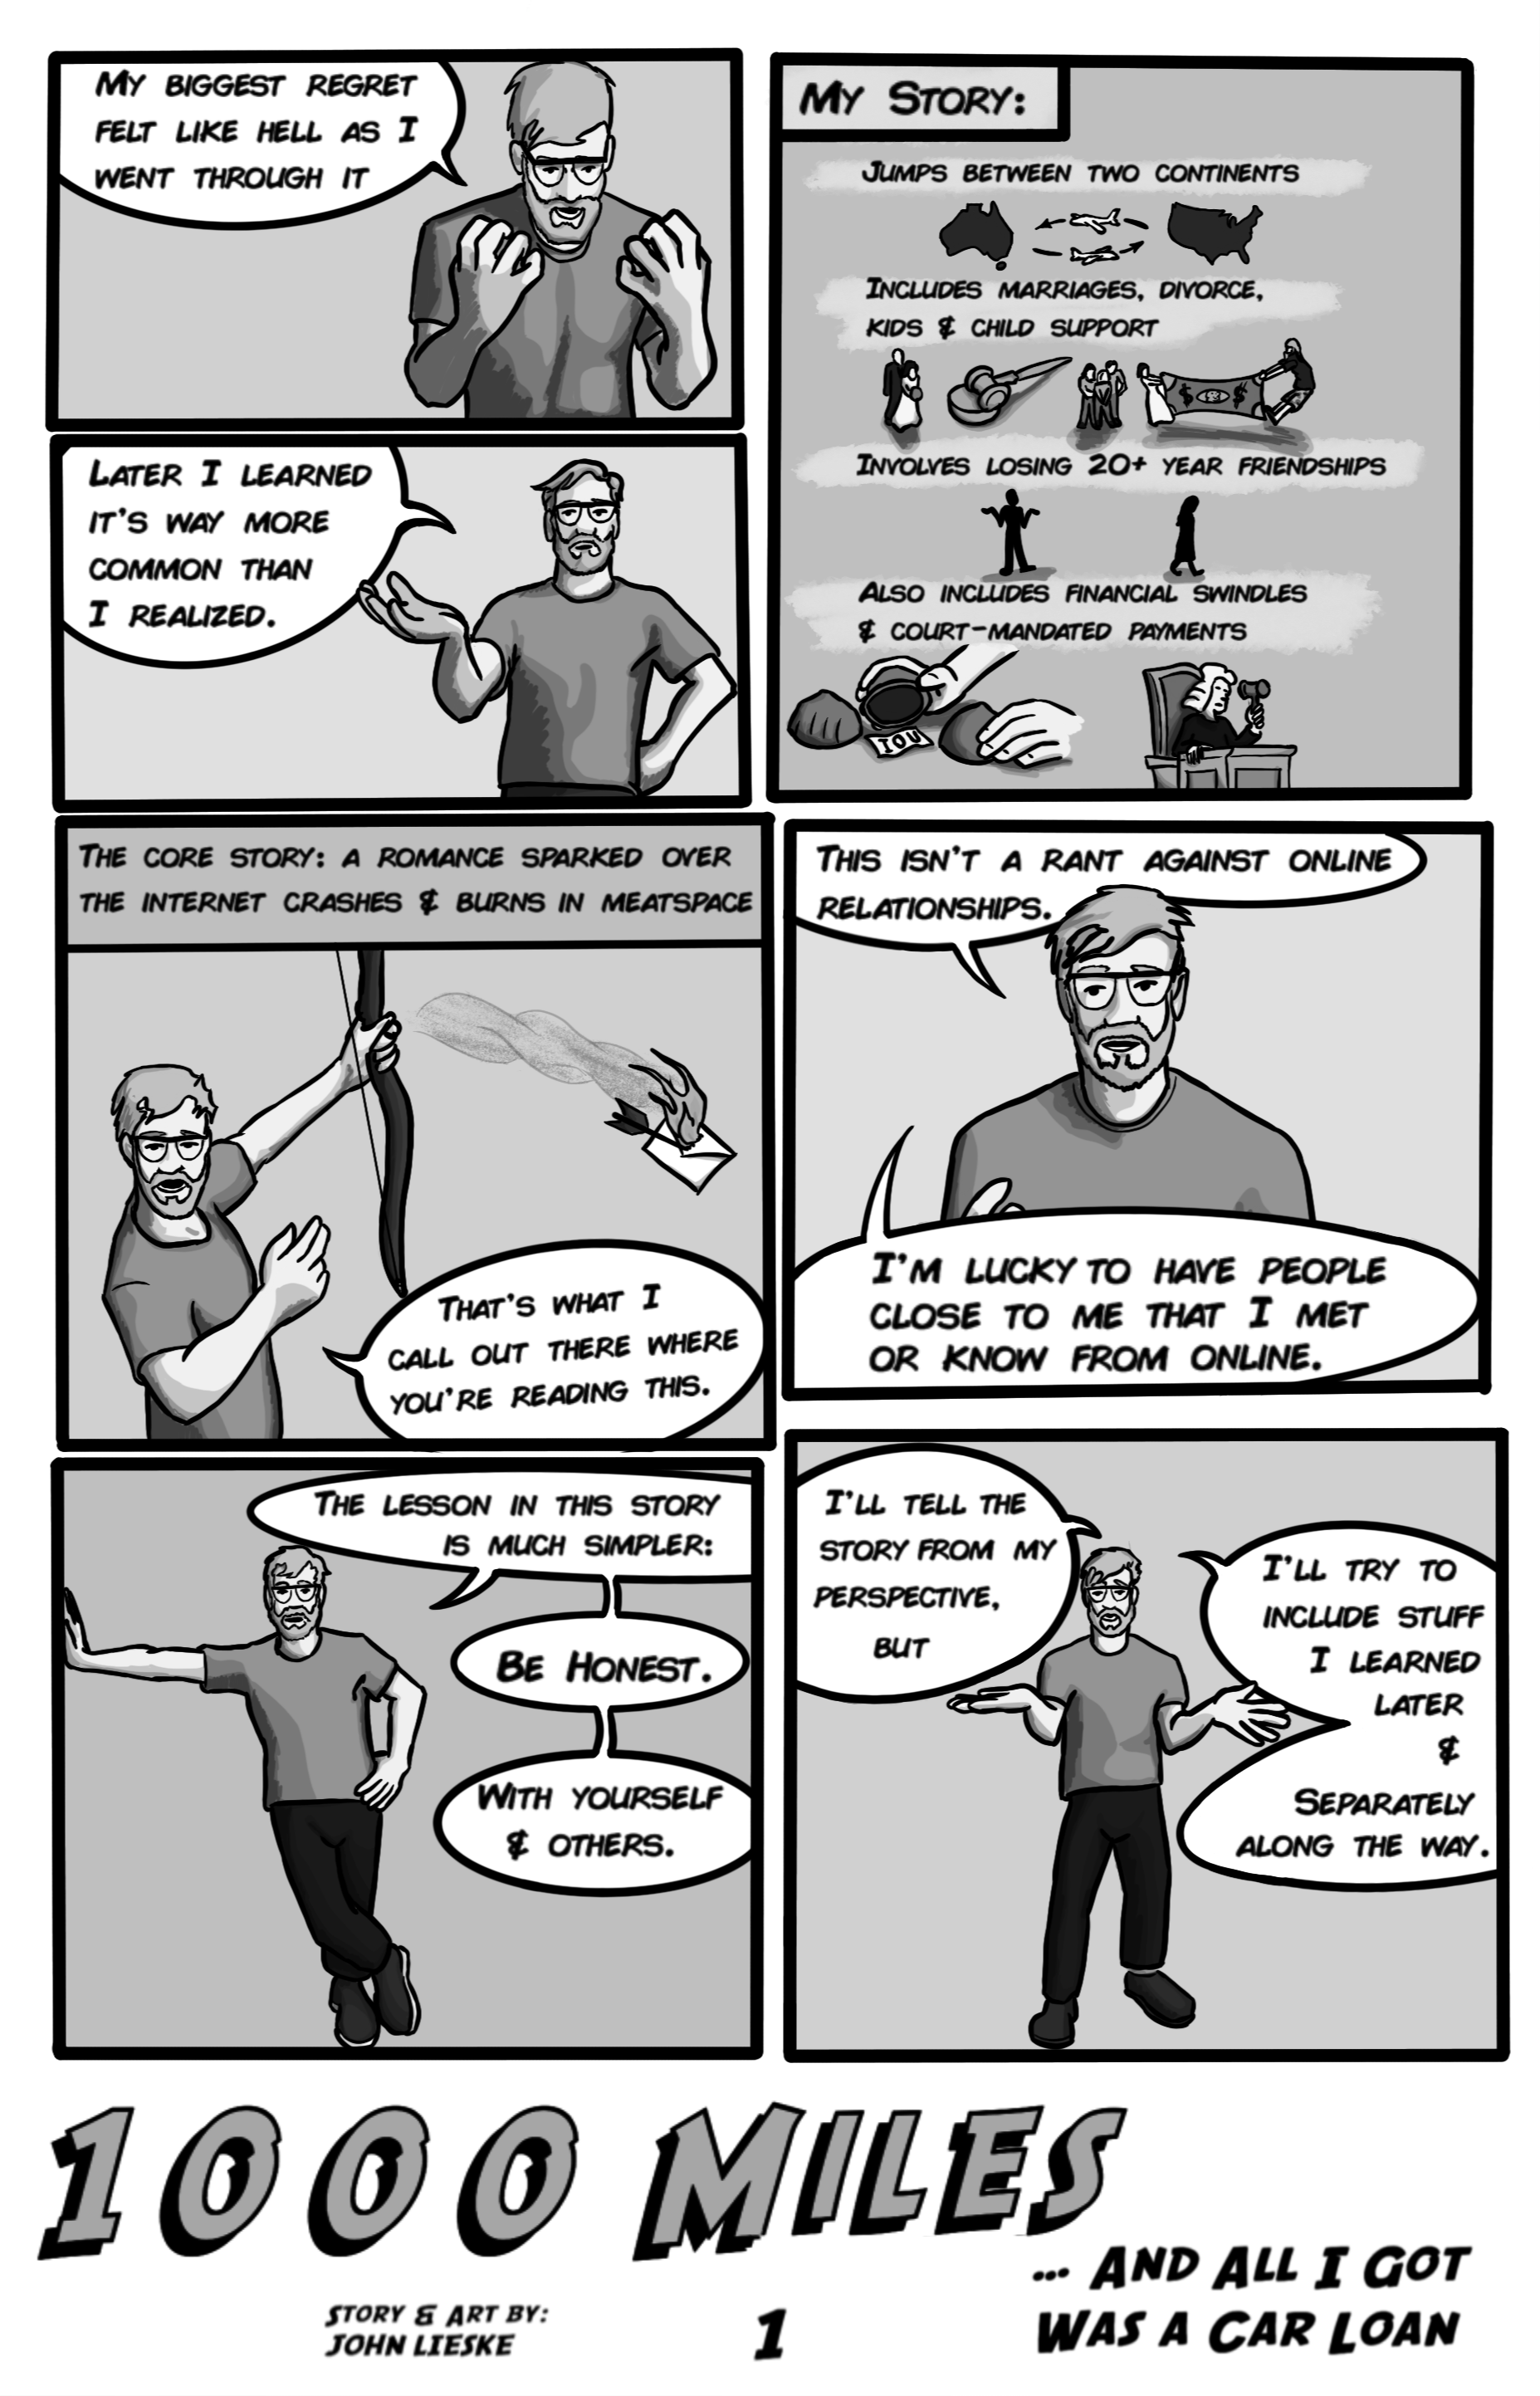 My biggest regret
felt like hell as I
went through it
Later I learned
it's way more
common than
I realized.
My Story:
Jumps between two continents
Includes marriages, divorce,
kids & child support
$ $
Involves losing 20+ year friendships
Also includes financial swindles
& court-mandated payments
IOU
The core story: a romance sparked over
the internet crashes & burns in meatspace
That's what I
call out there where
you're reading this.
This isn't a rant against online
relationships.
I'm lucky to have people
close to me that I met
or know from online.
The lesson in this story
is much simpler:
Be Honest.
With yourself
& others.
I'll tell the
story from my
perspective,
but
I'll try to
include stuff
I learned
later
&
Separately
along the way.
1000 Miles
... And All I Got
Was a Car Loan
Story & Art by:
John Lieske
1